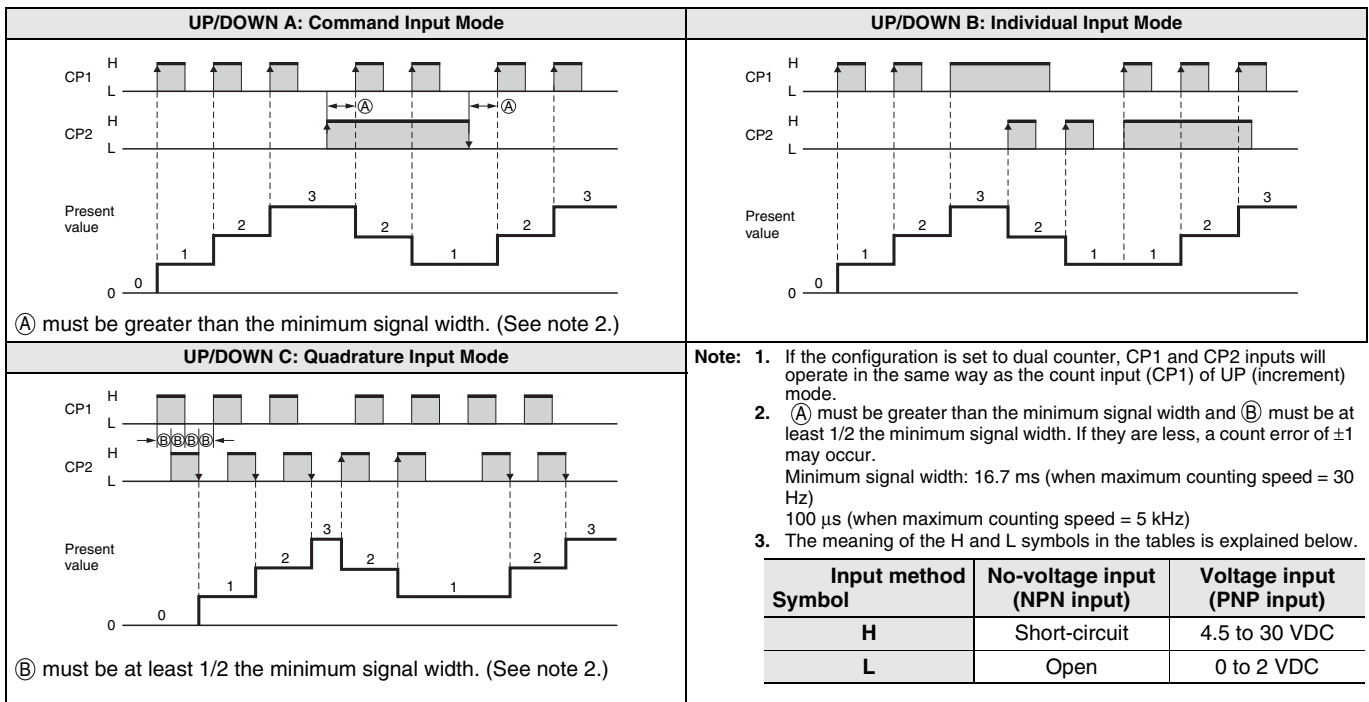 UP/DOWN A: Command Input Mode
CP1
H
L
Ⓐ
Ⓐ
CP2
H
L
Present
value
0
0
1
2
3
2
1
2
3
Ⓐ must be greater than the minimum signal width. (See note 2.)
UP/DOWN B: Individual Input Mode
CP1
H
L
CP2
H
L
Present
value
0
0
1
2
3
2
1
1
2
3
UP/DOWN C: Quadrature Input Mode
CP1
H
L
ⒷⒷⒷⒷ
CP2
H
L
Present
value
0
0
1
2
3
2
1
2
3
Ⓑ must be at least 1/2 the minimum signal width. (See note 2.)
Note: 1. If the configuration is set to dual counter, CP1 and CP2 inputs will
operate in the same way as the count input (CP1) of UP (increment)
mode.
2. Ⓐ must be greater than the minimum signal width and Ⓑ must be at
least 1/2 the minimum signal width. If they are less, a count error of ±1
may occur.
Minimum signal width: 16.7 ms (when maximum counting speed = 30
Hz)
100 μs (when maximum counting speed = 5 kHz)
3. The meaning of the H and L symbols in the tables is explained below.
Input method
Symbol
No-voltage input
(NPN input)
Voltage input
(PNP input)
H Short-circuit 4.5 to 30 VDC
L Open 0 to 2 VDC